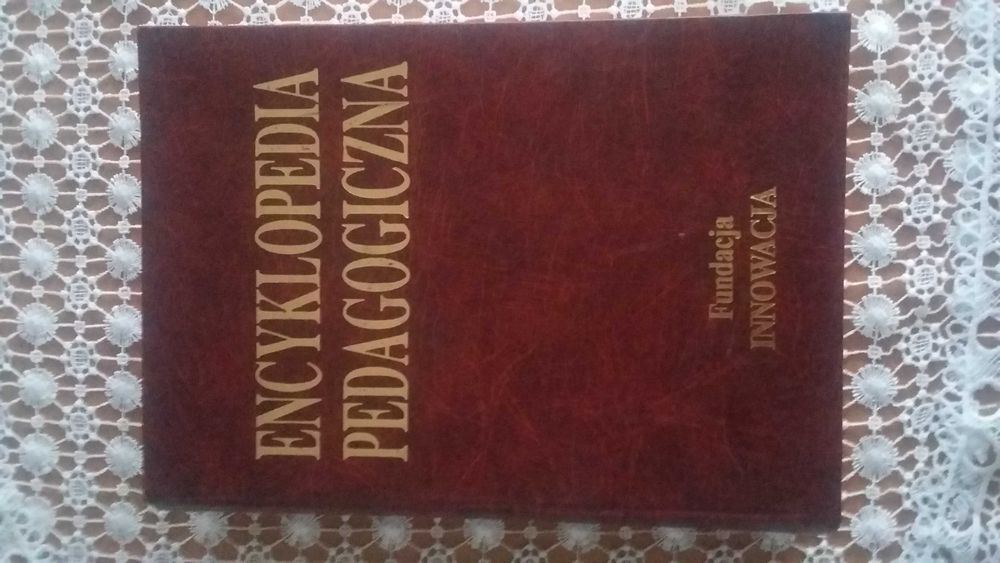 ENCYKLOPEDIA
PEDAGOGICZNA
Fundacja
INNOWACJA